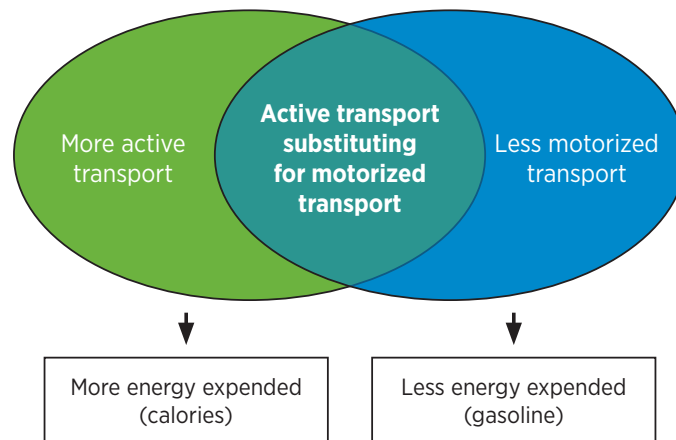 More active
transport
Active transport
substituting
for motorized
transport
Less motorized
transport
More energy expended
(calories)
Less energy expended
(gasoline)